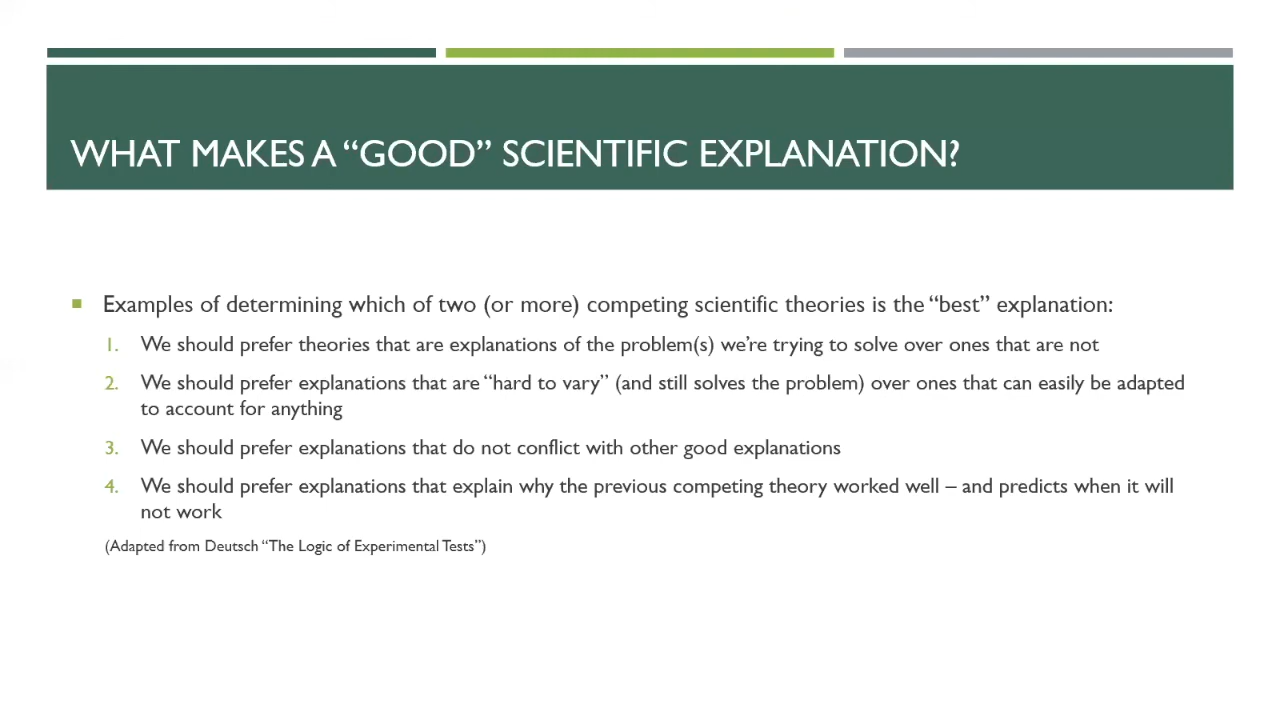 WHAT MAKES A “GOOD” SCIENTIFIC EXPLANATION?
■ Examples of determining which of two (or more) competing scientific theories is the “best” explanation:
1. We should prefer theories that are explanations of the problem(s) we’re trying to solve over ones that are not
2. We should prefer explanations that are “hard to vary” (and still solves the problem) over ones that can easily be adapted
to account for anything
3. We should prefer explanations that do not conflict with other good explanations
4. We should prefer explanations that explain why the previous competing theory worked well – and predicts when it will
not work
(Adapted from Deutsch “The Logic of Experimental Tests”)